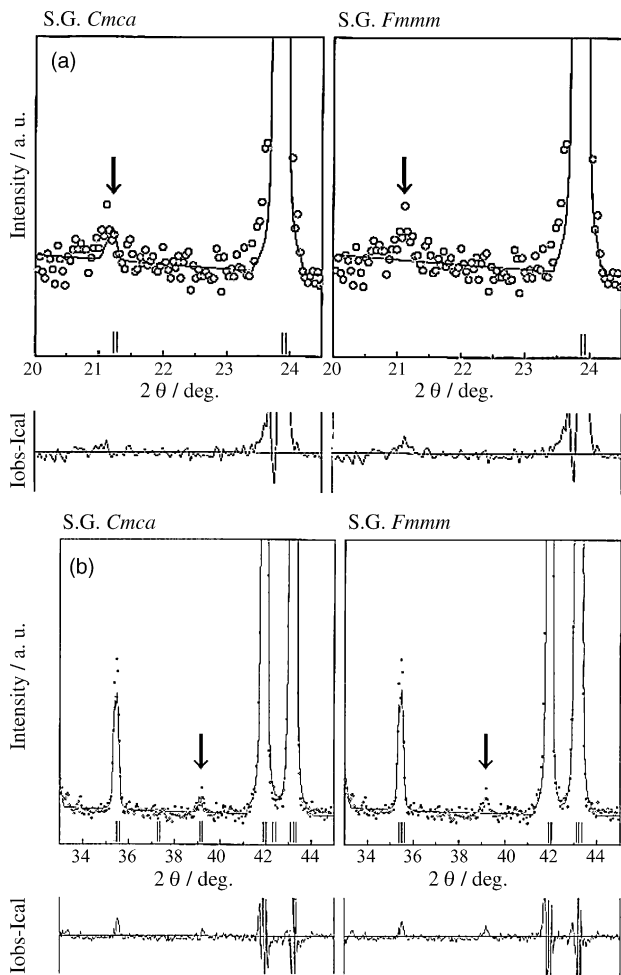 S.G. Cmca S.G. Fmmm
(a)
Intensity / a. u.
20 21 22 23 24 20 21 22 23 24
2 θ / deg. 2 θ / deg.
Iobs-Ical
S.G. Cmca S.G. Fmmm
(b)
Intensity / a. u.
34 36 38 40 42 44 34 36 38 40 42 44
2 θ / deg. 2 θ / deg.
Iobs-Ical